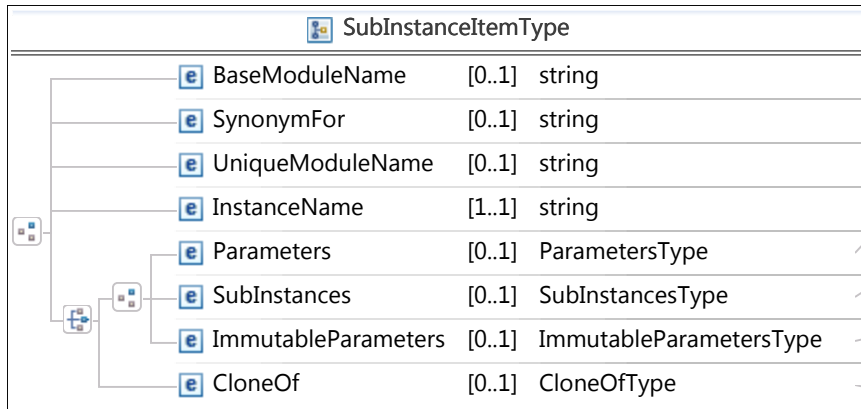 SubInstanceItemType
e BaseModuleName [0..1] string
e SynonymFor [0..1] string
e UniqueModuleName [0..1] string
e InstanceName [1..1] string
e Parameters [0..1] ParametersType
e SubInstances [0..1] SubInstancesType
e ImmutableParameters [0..1] ImmutableParametersType
e CloneOf [0..1] CloneOfType